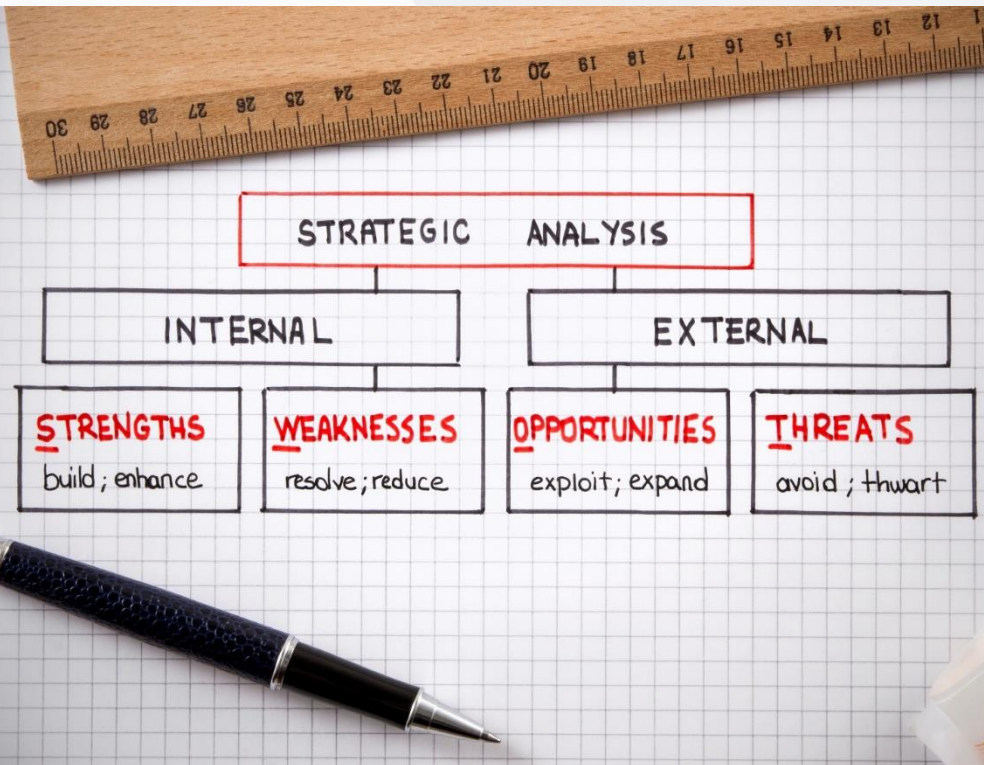 30 29 28 27 26 25 24 23 22 21 20 19 18 17 16 15 14 13 12
STRATEGIC ANALYSIS
INTERNAL EXTERNAL
STRENGTHS WEAKNESSES OPPORTUNITIES THREATS
build; enhance resolve; reduce exploit; expand avoid; thwart